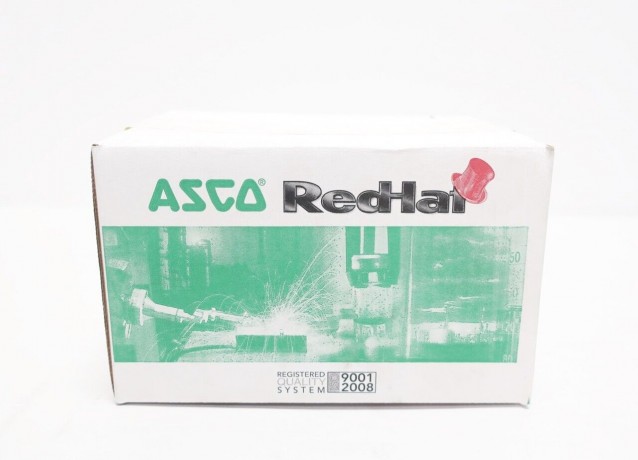 ASCO® RedHat
REGISTERED
QUALITY
SYSTEM
9001
2008